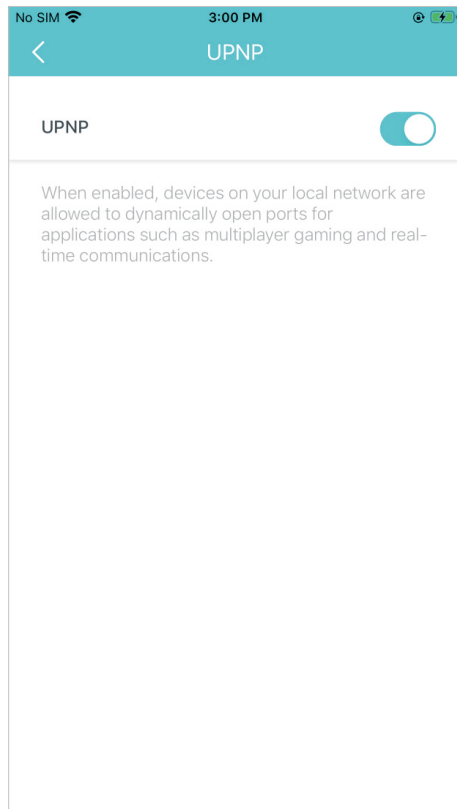 No SIM 3:00 PM
UPNP
UPNP
When enabled, devices on your local network are
allowed to dynamically open ports for
applications such as multiplayer gaming and real-
time communications.